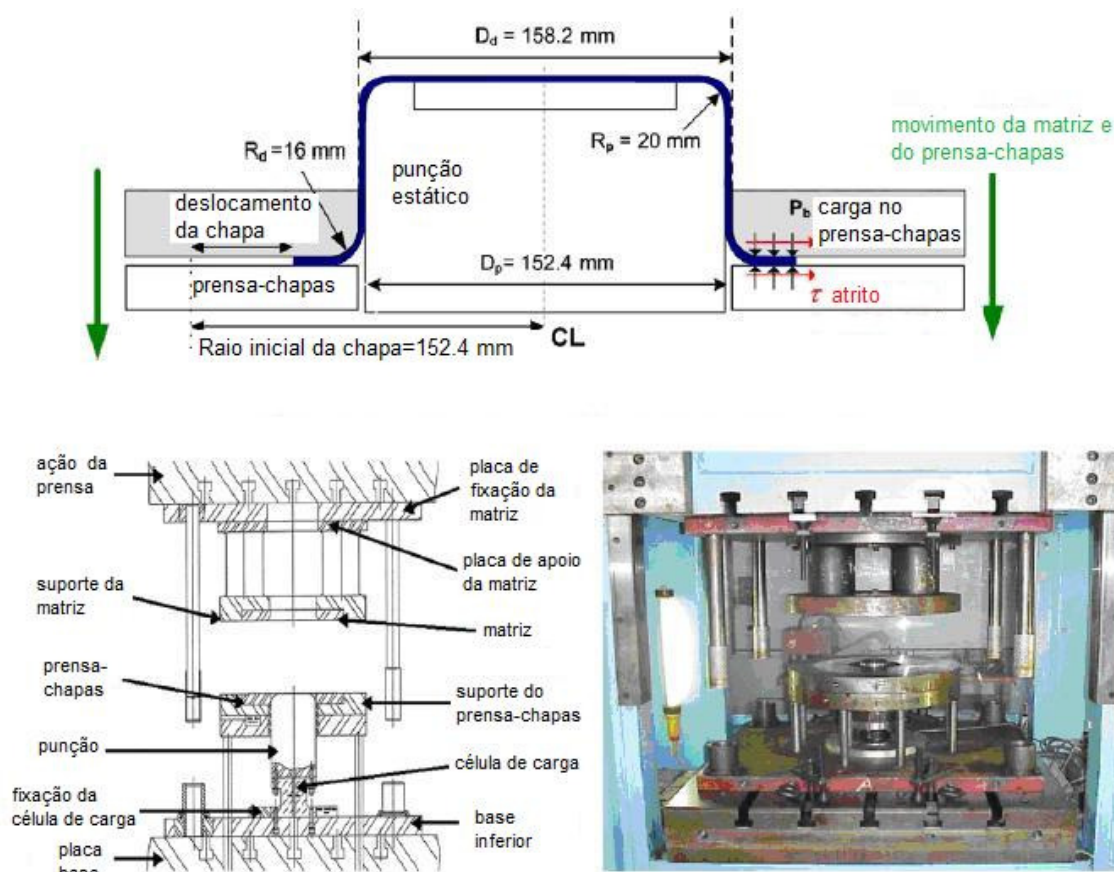 D_d = 158.2 mm
R_d = 16 mm
R_p = 20 mm
punção
estático
movimento da matriz e
do prensa-chapas
deslocamento
da chapa
P_b carga no
prensa-chapas
prensa-chapas
D_p = 152.4 mm
τ atrito
Raio inicial da chapa=152.4 mm
CL
ação da
prensa
placa de
fixação da
matriz
placa de apoio
da matriz
suporte da
matriz
matriz
prensa-
chapas
suporte do
prensa-chapas
punção
célula de carga
fixação da
célula de carga
base
inferior
placa